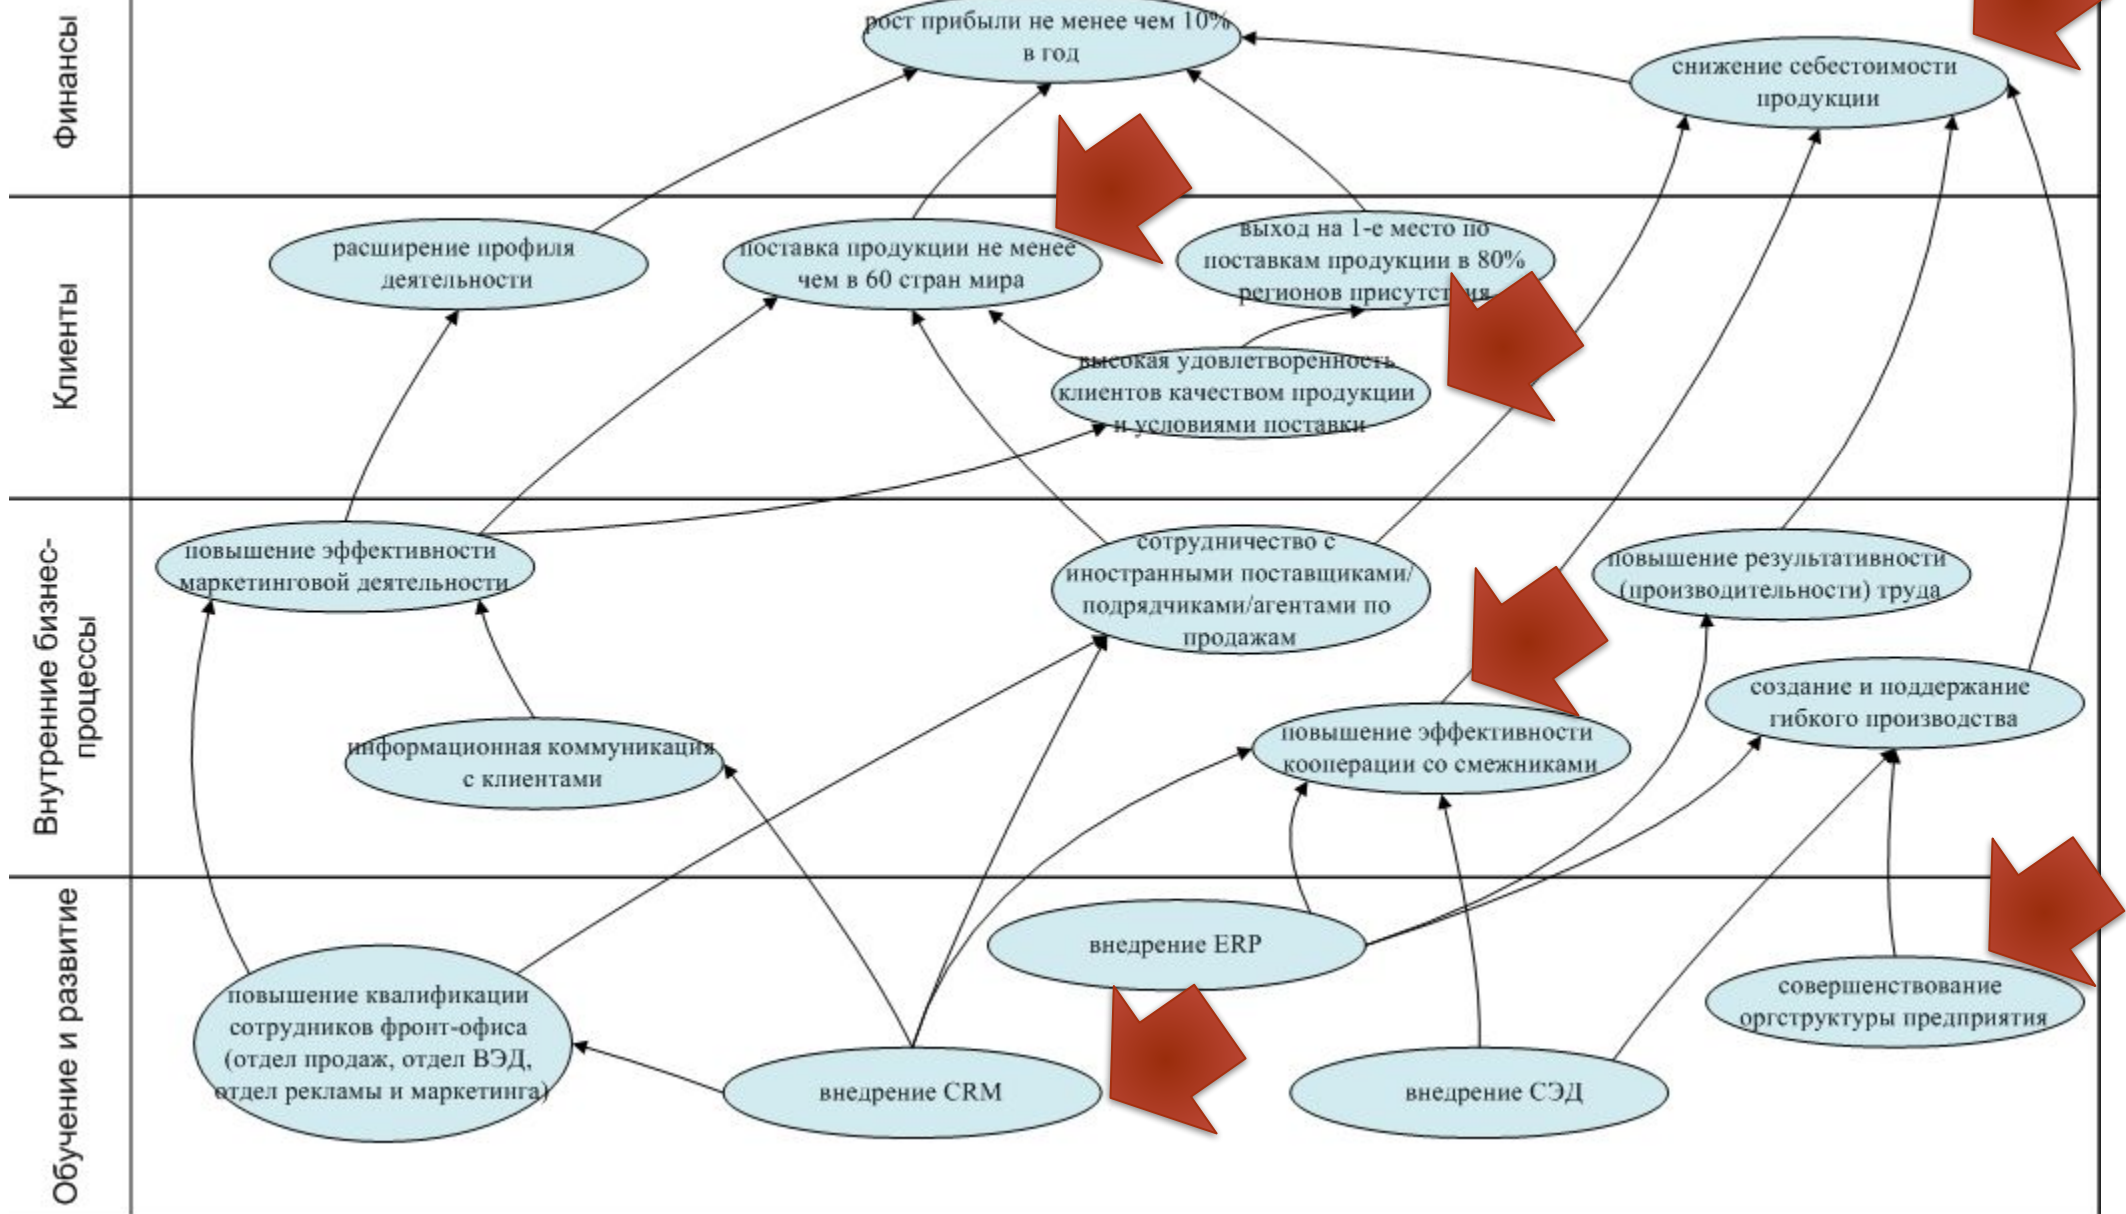 Финансы
рост прибыли не менее чем 10%
в год
снижение себестоимости
продукции
Клиенты
расширение профиля
деятельности
поставка продукции не менее
чем в 60 стран мира
выход на 1-е место по
поставкам продукции в 80%
регионов присутствия
высокая удовлетворенность
клиентов качеством продукции
и условиями поставки
Внутренние бизнес-
процессы
повышение эффективности
маркетинговой деятельности
сотрудничество с
иностранными поставщиками/
подрядчиками/агентами по
продажам
повышение результативности
(производительности) труда
информационная коммуникация
с клиентами
повышение эффективности
кооперации со смежниками
создание и поддержание
гибкого производства
Обучение и развитие
повышение квалификации
сотрудников фронт-офиса
(отдел продаж, отдел ВЭД,
отдел рекламы и маркетинга)
внедрение ERP
внедрение CRM
внедрение СЭД
совершенствование
оргструктуры предприятия